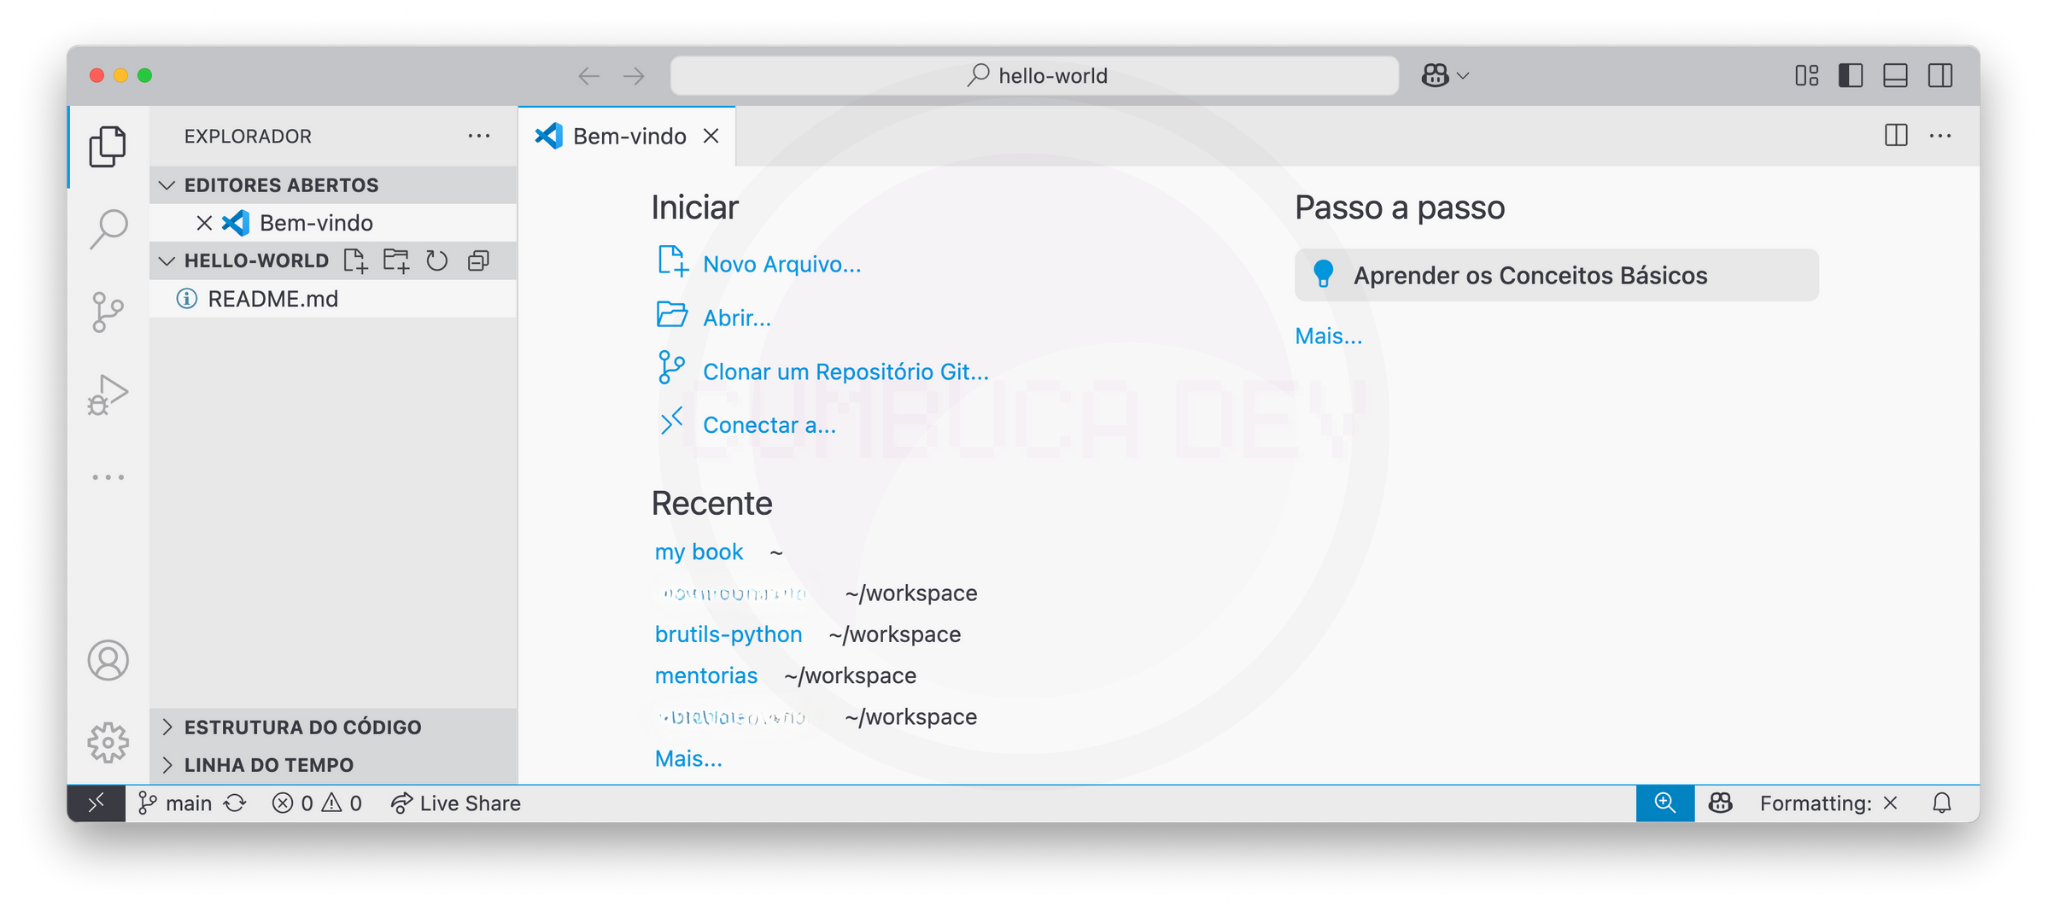 hello-world
EXPLORADOR
EDITORES ABERTOS
Bem-vindo
HELLO-WORLD
README.md
ESTRUTURA DO CÓDIGO
LINHA DO TEMPO
Bem-vindo
Iniciar
Novo Arquivo...
Abrir...
Clonar um Repositório Git...
Conectar a...
Recente
my book ~
~/workspace
brutils-python ~/workspace
mentorias ~/workspace
~/workspace
Mais...
Passo a passo
Aprender os Conceitos Básicos
Mais...
CUMBUCA DEV
main 0 0 Live Share
Formatting: